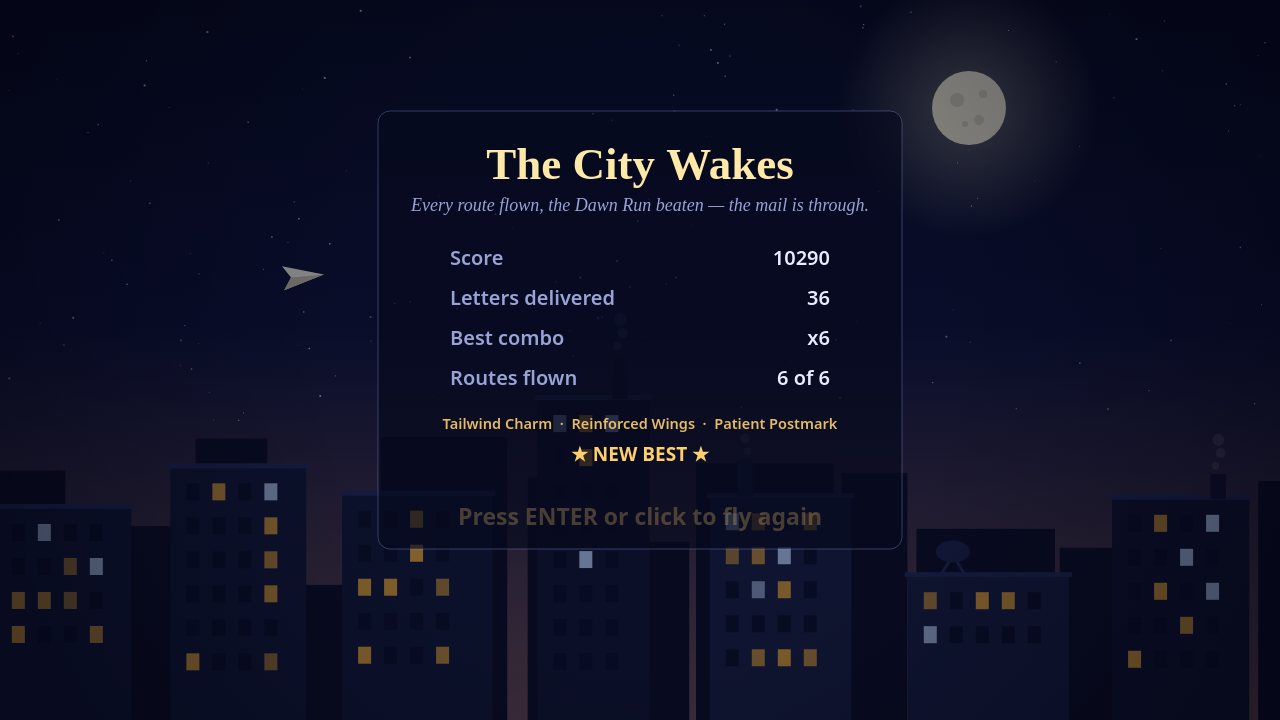 The City Wakes
Every route flown, the Dawn Run beaten — the mail is through.
Score 10290
Letters delivered 36
Best combo x6
Routes flown 6 of 6
Tailwind Charm · Reinforced Wings · Patient Postmark
★ NEW BEST ★
Press ENTER or click to fly again